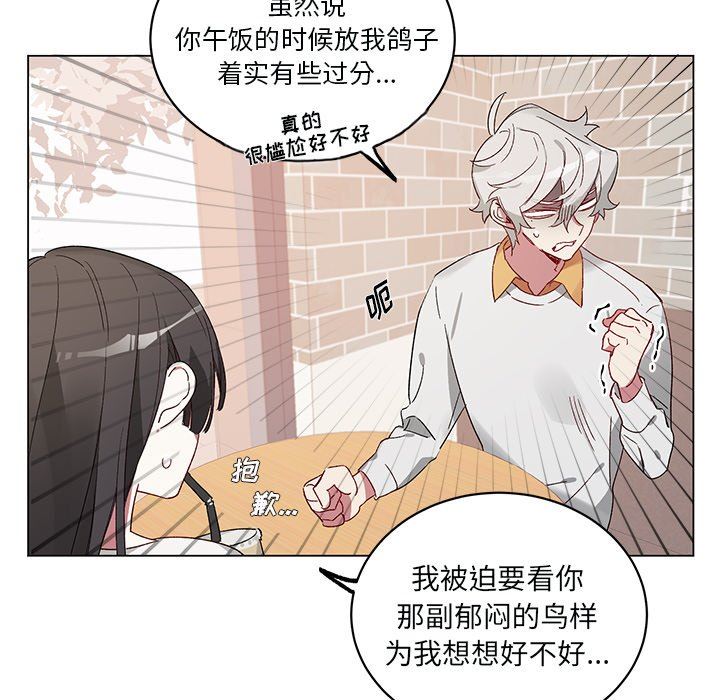 虽然说
你午饭的时候放我鸽子
着实有些过分...
真的
很尴尬好不好
呃
抱
歉...
我被迫要看你
那副郁闷的鸟样
为我想想好不好...